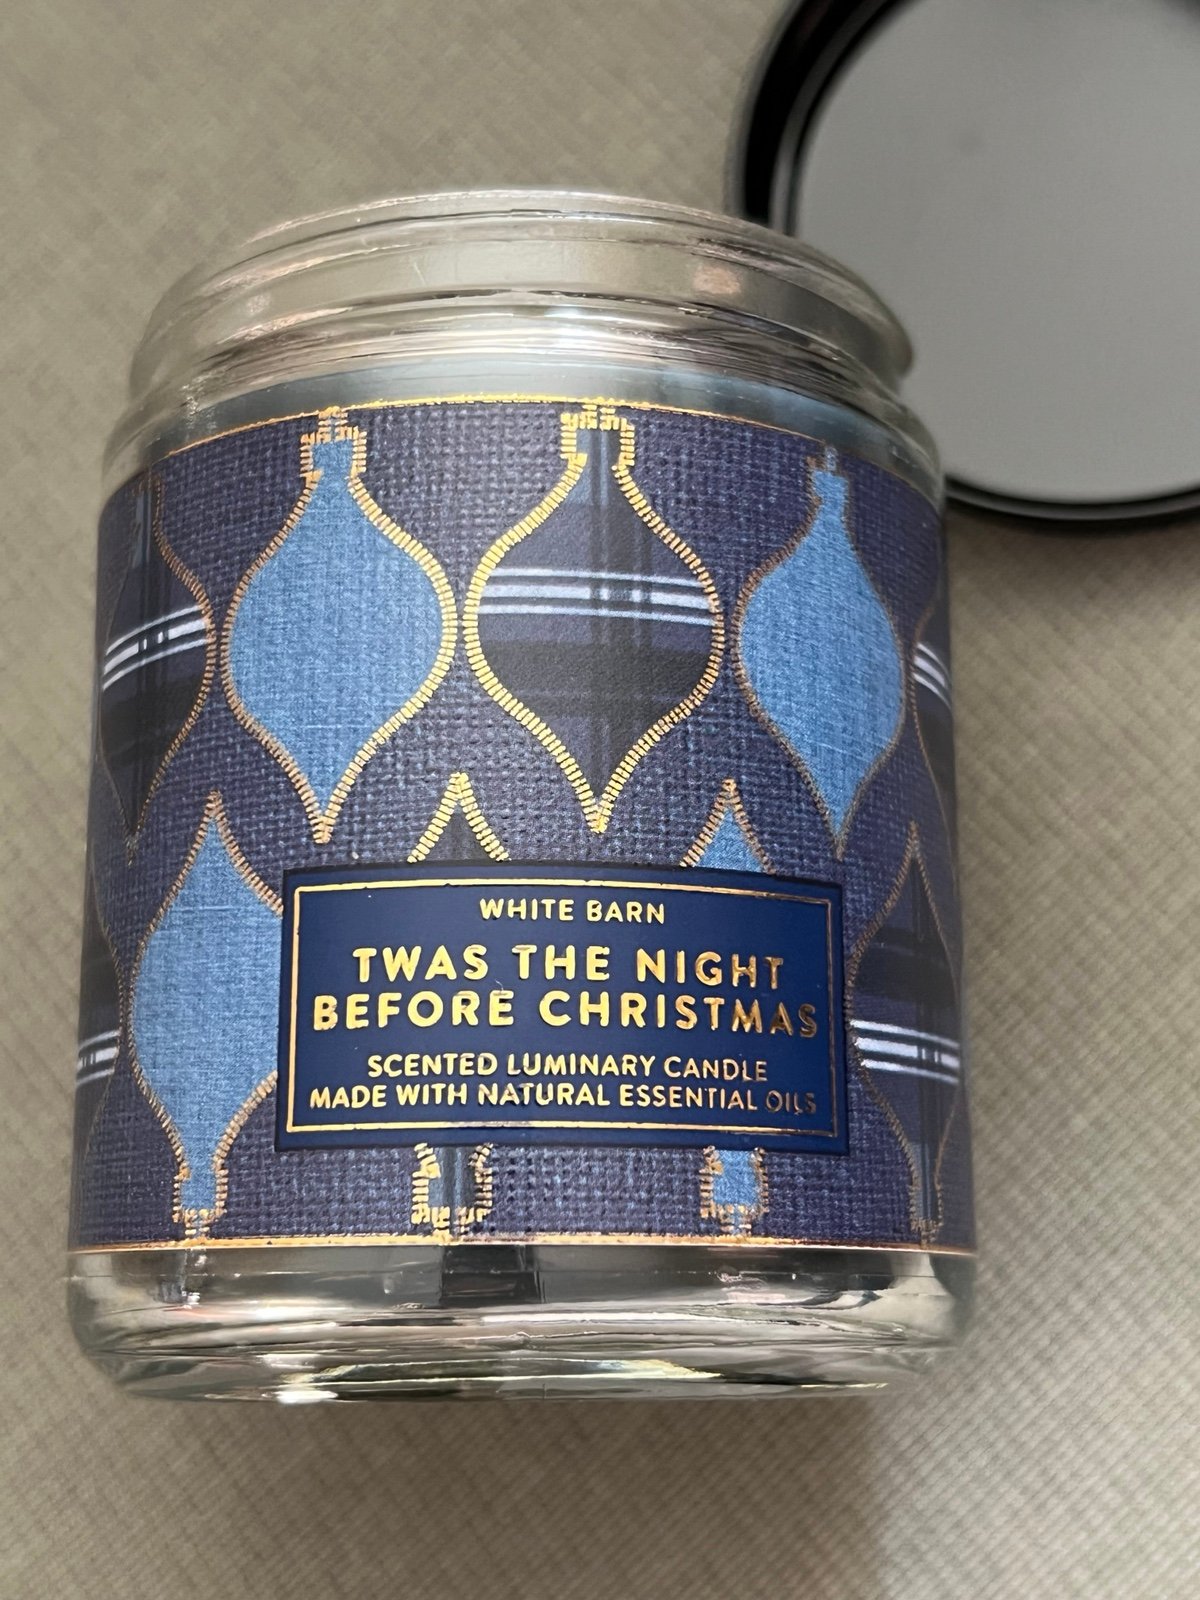 WHITE BARN
TWAS THE NIGHT
BEFORE CHRISTMAS
SCENTED LUMINARY CANDLE
MADE WITH NATURAL ESSENTIAL OILS